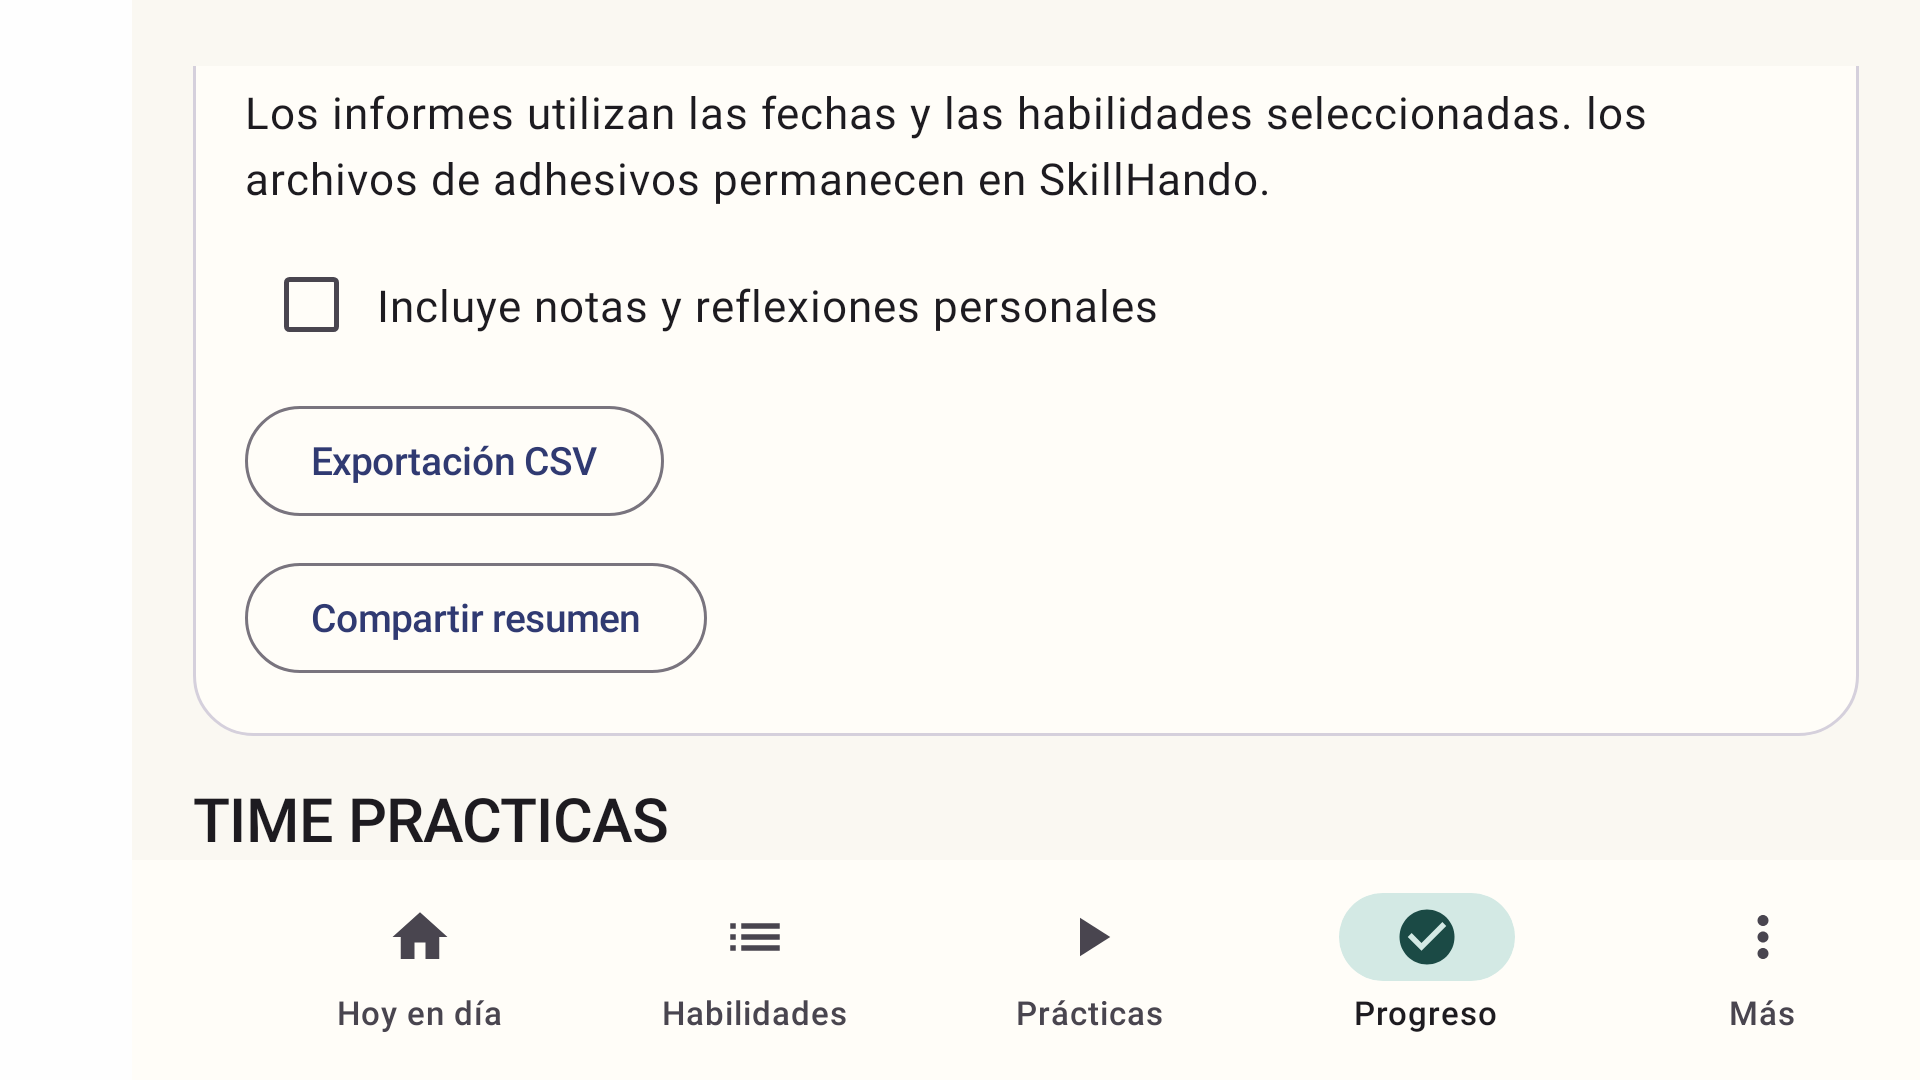 Los informes utilizan las fechas y las habilidades seleccionadas. los
archivos de adhesivos permanecen en SkillHando.
Incluye notas y reflexiones personales
Exportación CSV
Compartir resumen
TIME PRACTICAS
Hoy en día
Habilidades
Prácticas
Progreso
Más